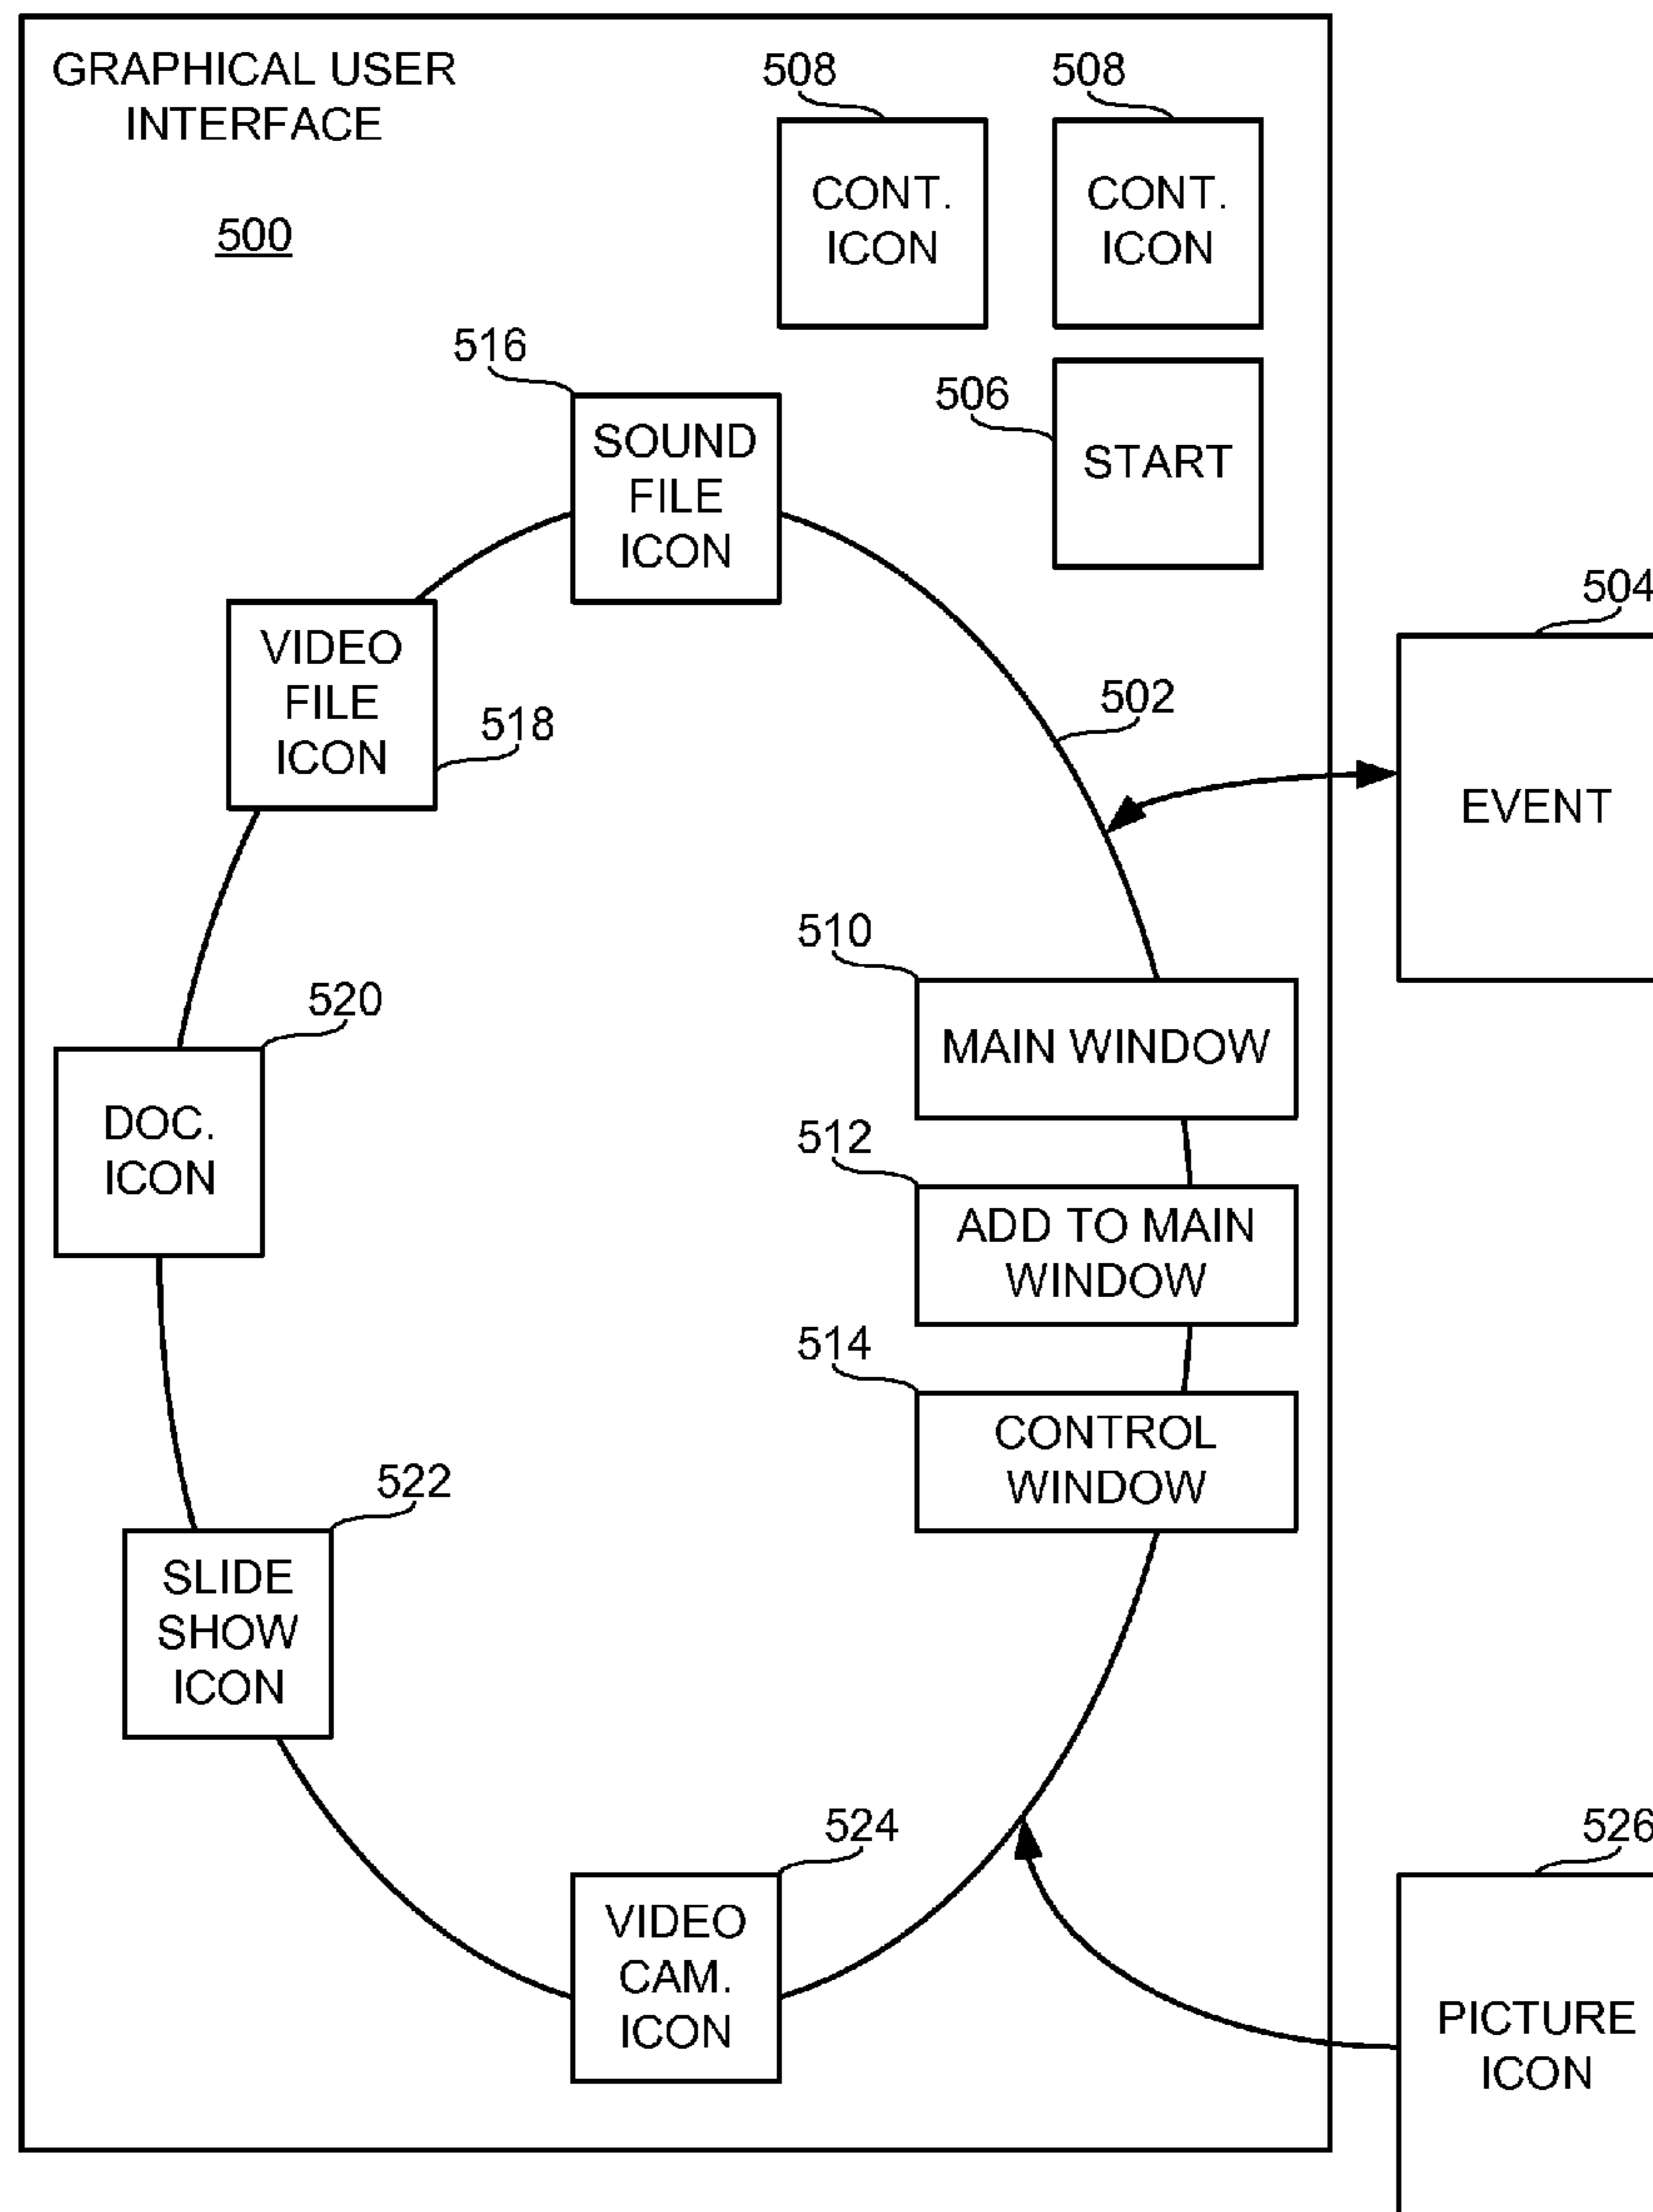 GRAPHICAL USER
INTERFACE
500
508
508
CONT.
ICON
CONT.
ICON
516
506
START
SOUND
FILE
ICON
504
EVENT
VIDEO
FILE
ICON
518
502
510
MAIN WINDOW
520
DOC.
ICON
512
ADD TO MAIN
WINDOW
514
CONTROL
WINDOW
522
SLIDE
SHOW
ICON
524
VIDEO
CAM.
ICON
526
PICTURE
ICON